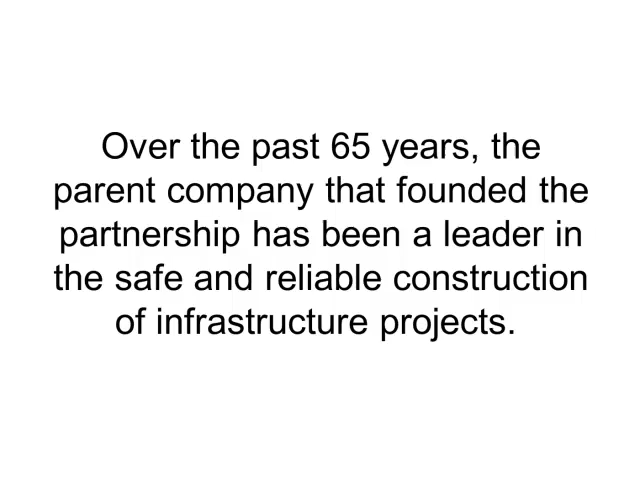 Over the past 65 years, the
parent company that founded the
partnership has been a leader in
the safe and reliable construction
of infrastructure projects.